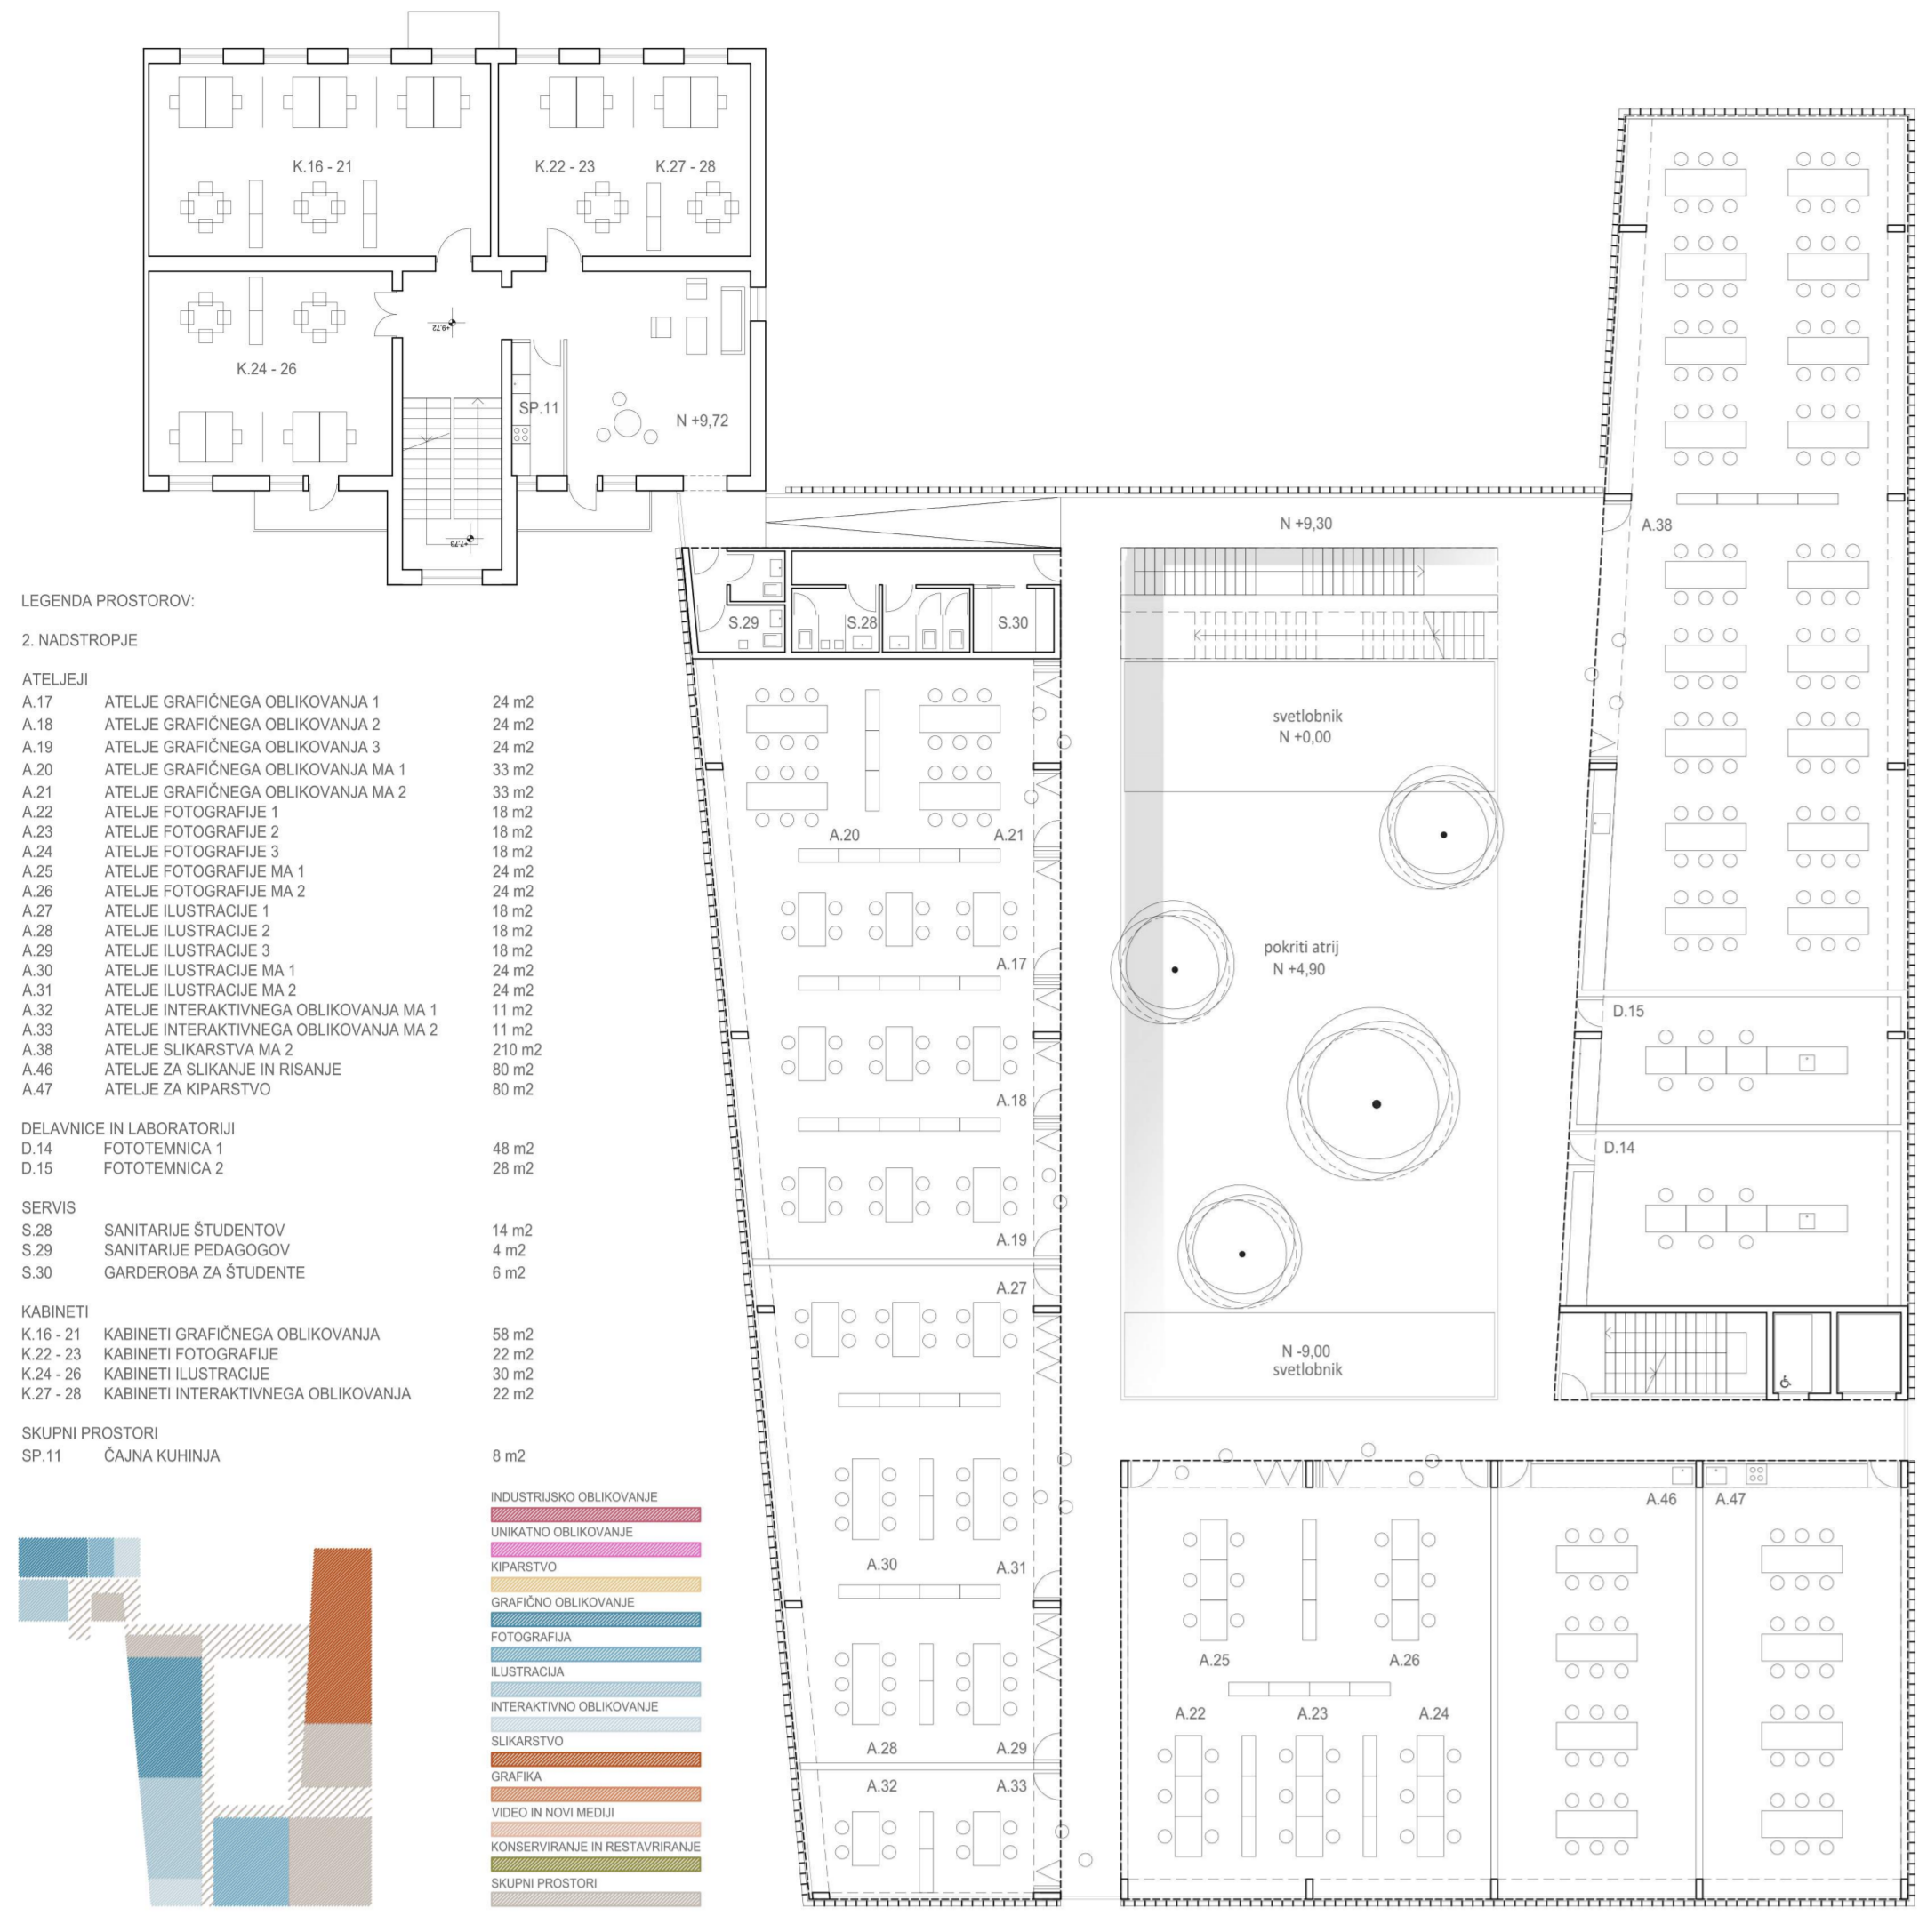 K.16 - 21
K.22 - 23
K.27 - 28
+9,72
K.24 - 26
SP.11
N +9,72
+7,73
N +9,30
A.38
S.29
S.28
S.30
LEGENDA PROSTOROV:
2. NADSTROPJE
ATELJEJI
A.17 ATELJE GRAFIČNEGA OBLIKOVANJA 1 24 m2
A.18 ATELJE GRAFIČNEGA OBLIKOVANJA 2 24 m2
A.19 ATELJE GRAFIČNEGA OBLIKOVANJA 3 24 m2
A.20 ATELJE GRAFIČNEGA OBLIKOVANJA MA 1 33 m2
A.21 ATELJE GRAFIČNEGA OBLIKOVANJA MA 2 33 m2
A.22 ATELJE FOTOGRAFIJE 1 18 m2
A.23 ATELJE FOTOGRAFIJE 2 18 m2
A.24 ATELJE FOTOGRAFIJE 3 18 m2
A.25 ATELJE FOTOGRAFIJE MA 1 24 m2
A.26 ATELJE FOTOGRAFIJE MA 2 24 m2
A.27 ATELJE ILUSTRACIJE 1 18 m2
A.28 ATELJE ILUSTRACIJE 2 18 m2
A.29 ATELJE ILUSTRACIJE 3 18 m2
A.30 ATELJE ILUSTRACIJE MA 1 24 m2
A.31 ATELJE ILUSTRACIJE MA 2 24 m2
A.32 ATELJE INTERAKTIVNEGA OBLIKOVANJA MA 1 11 m2
A.33 ATELJE INTERAKTIVNEGA OBLIKOVANJA MA 2 11 m2
A.38 ATELJE SLIKARSTVA MA 2 210 m2
A.46 ATELJE ZA SLIKANJE IN RISANJE 80 m2
A.47 ATELJE ZA KIPARSTVO 80 m2
DELAVNICE IN LABORATORIJI
D.14 FOTOTEMNICA 1 48 m2
D.15 FOTOTEMNICA 2 28 m2
SERVIS
S.28 SANITARIJE ŠTUDENTOV 14 m2
S.29 SANITARIJE PEDAGOGOV 4 m2
S.30 GARDEROBA ZA ŠTUDENTE 6 m2
KABINETI
K.16 - 21 KABINETI GRAFIČNEGA OBLIKOVANJA 58 m2
K.22 - 23 KABINETI FOTOGRAFIJE 22 m2
K.24 - 26 KABINETI ILUSTRACIJE 30 m2
K.27 - 28 KABINETI INTERAKTIVNEGA OBLIKOVANJA 22 m2
SKUPNI PROSTORI
SP.11 ČAJNA KUHINJA 8 m2
INDUSTRIJSKO OBLIKOVANJE
UNIKATNO OBLIKOVANJE
KIPARSTVO
GRAFIČNO OBLIKOVANJE
FOTOGRAFIJA
ILUSTRACIJA
INTERAKTIVNO OBLIKOVANJE
SLIKARSTVO
GRAFIKA
VIDEO IN NOVI MEDIJI
KONSERVIRANJE IN RESTAVRIRANJE
SKUPNI PROSTORI
svetlobnik
N +0,00
A.20
A.21
A.17
pokriti atrij
N +4,90
A.18
A.19
A.27
N -9,00
svetlobnik
A.30
A.31
A.28
A.29
A.32
A.33
D.15
D.14
A.46
A.47
A.25
A.26
A.22
A.23
A.24